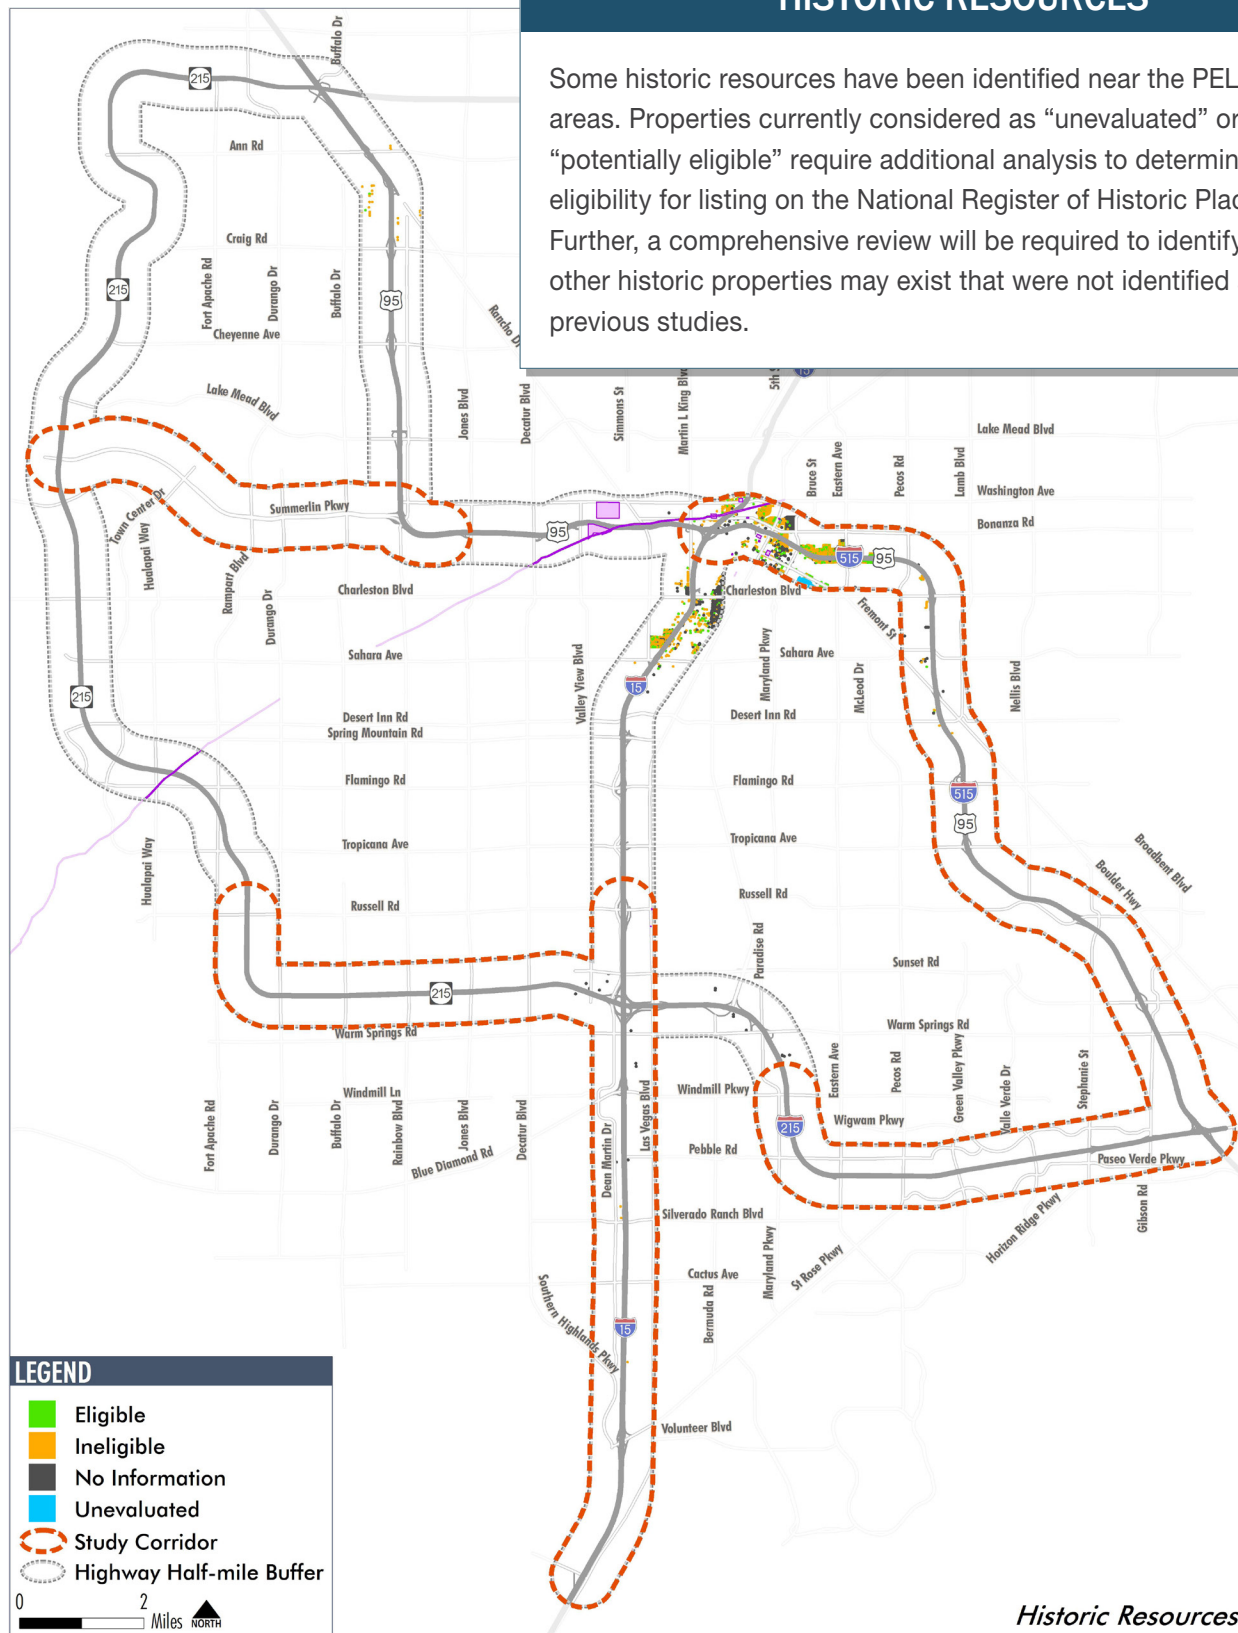 HISTORIC RESOURCES
Some historic resources have been identified near the PEL
areas. Properties currently considered as “unevaluated” or
“potentially eligible” require additional analysis to determin
eligibility for listing on the National Register of Historic Plac
Further, a comprehensive review will be required to identify
other historic properties may exist that were not identified
previous studies.
Buffalo Dr
215
Ann Rd
Craig Rd
Fort Apache Rd
Durango Dr
Buffalo Dr
95
215
Rancho Dr
Cheyenne Ave
Lake Mead Blvd
Jones Blvd
Decatur Blvd
Simmons St
Martin L King Blvd
5th S
15
Lake Mead Blvd
Bruce St
Eastern Ave
Pecos Rd
Lamb Blvd
Washington Ave
Bonanza Rd
Town Center Dr
Summerlin Pkwy
95
515
95
Hualapai Way
Rampart Blvd
Durango Dr
Charleston Blvd
Charleston Blvd
Fremont St
Sahara Ave
Valley View Blvd
Maryland Pkwy
Sahara Ave
McLeod Dr
Nellis Blvd
215
15
Desert Inn Rd
Spring Mountain Rd
Desert Inn Rd
Flamingo Rd
Flamingo Rd
515
95
Hualapai Way
Tropicana Ave
Tropicana Ave
Broadbent Blvd
Boulder Hwy
Russell Rd
Russell Rd
Paradise Rd
Sunset Rd
215
Warm Springs Rd
Warm Springs Rd
Eastern Ave
Pecos Rd
Green Valley Pkwy
Valle Verde Dr
Stephanie St
Windmill Ln
Windmill Pkwy
Las Vegas Blvd
Fort Apache Rd
Durango Dr
Buffalo Dr
Rainbow Blvd
Jones Blvd
Decatur Blvd
Blue Diamond Rd
Dean Martin Dr
Wigwam Pkwy
215
Pebble Rd
Paseo Verde Pkwy
Silverado Ranch Blvd
Maryland Pkwy
Horizon Ridge Pkwy
Gibson Rd
St Rose Pkwy
Cactus Ave
Bermuda Rd
Southern Highlands Pkwy
15
Volunteer Blvd
LEGEND
Eligible
Ineligible
No Information
Unevaluated
Study Corridor
Highway Half-mile Buffer
0 2 Miles NORTH
Historic Resources